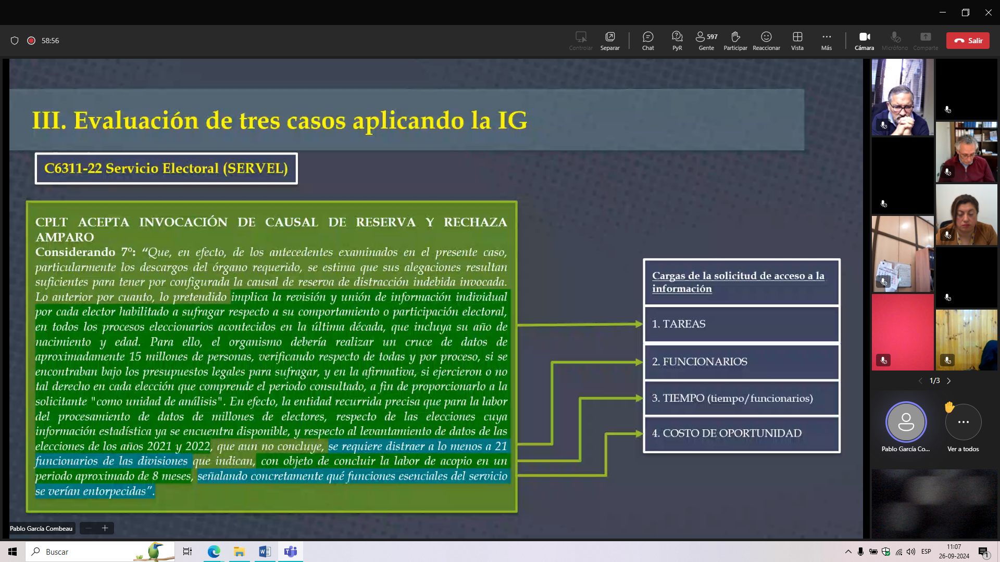 58:56
Controlar
Separar
Chat
PyR
597
Gente
Participar
Reaccionar
Vista
Más
Cámara
Micrófono
Comparte
Salir
III. Evaluación de tres casos aplicando la IG
C6311-22 Servicio Electoral (SERVEL)
CPLT ACEPTA INVOCACIÓN DE CAUSAL DE RESERVA Y RECHAZA
AMPARO
Considerando 7º: “Que, en efecto, de los antecedentes examinados en el presente caso,
particularmente los descargos del órgano requerido, se estima que sus alegaciones resultan
suficientes para tener por configurada la causal de reserva de distracción indebida invocada.
Lo anterior por cuanto, lo pretendido implica la revisión y unión de información individual
por cada elector habilitado a sufragar respecto a su comportamiento o participación electoral,
en todos los procesos eleccionarios acontecidos en la última década, que incluya su año de
nacimiento y edad. Para ello, el organismo debería realizar un cruce de datos de
aproximadamente 15 millones de personas, verificando respecto de todas y por proceso, si se
encontraban bajo los presupuestos legales para sufragar, y en la afirmativa, si ejercieron o no
tal derecho en cada elección que comprende el periodo consultado, a fin de proporcionarlo a la
solicitante "como unidad de análisis". En efecto, la entidad recurrida precisa que para la labor
del procesamiento de datos de millones de electores, respecto de las elecciones cuya
información estadística ya se encuentra disponible, y respecto al levantamiento de datos de las
elecciones de los años 2021 y 2022, que aun no concluye, se requiere distraer a lo menos a 21
funcionarios de las divisiones que indican, con objeto de concluir la labor de acopio en un
periodo aproximado de 8 meses, señalando concretamente qué funciones esenciales del servicio
se verían entorpecidas”.
Cargas de la solicitud de acceso a la
información
1. TAREAS
2. FUNCIONARIOS
3. TIEMPO (tiempo/funcionarios)
4. COSTO DE OPORTUNIDAD
1/3
Pablo García Co...
Ver a todos
Pablo García Combeau
Buscar
ESP
11:07
26-09-2024
1